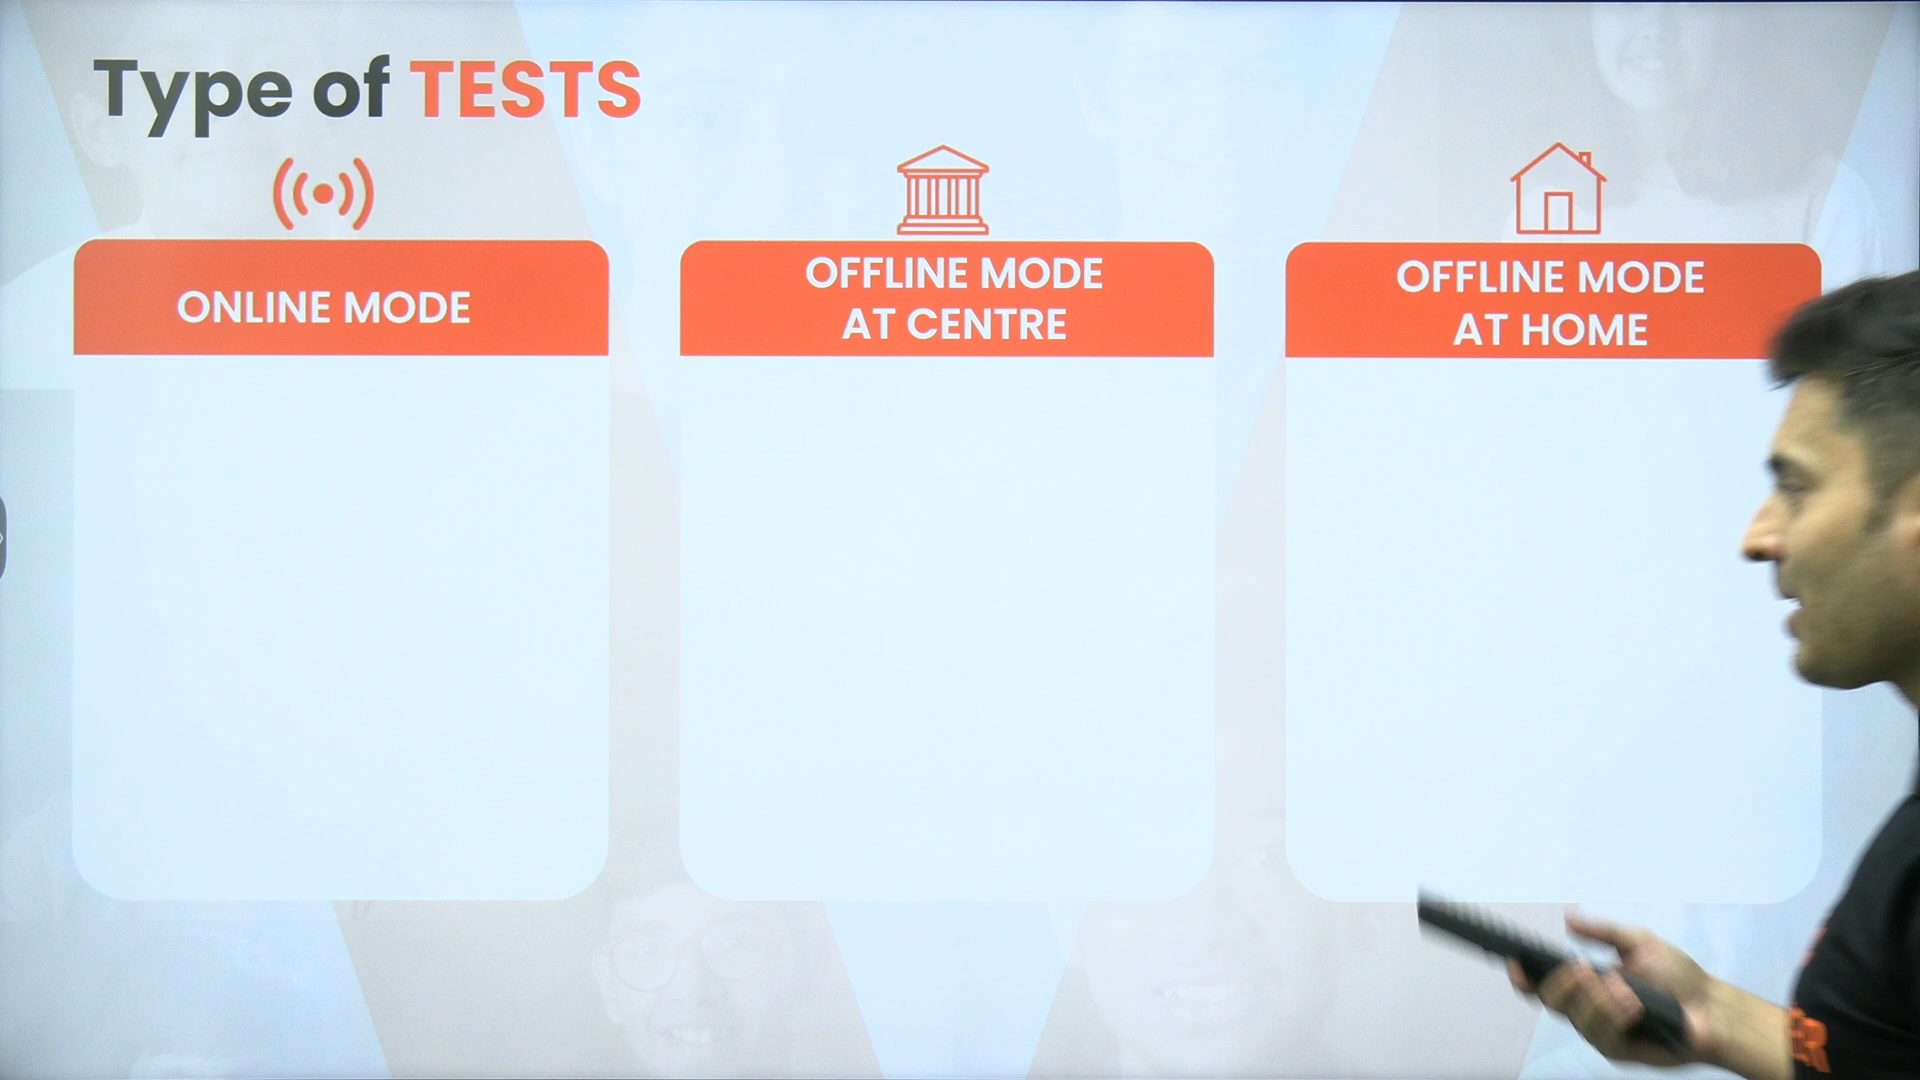 Type of TESTS
ONLINE MODE
OFFLINE MODE
AT CENTRE
OFFLINE MODE
AT HOME